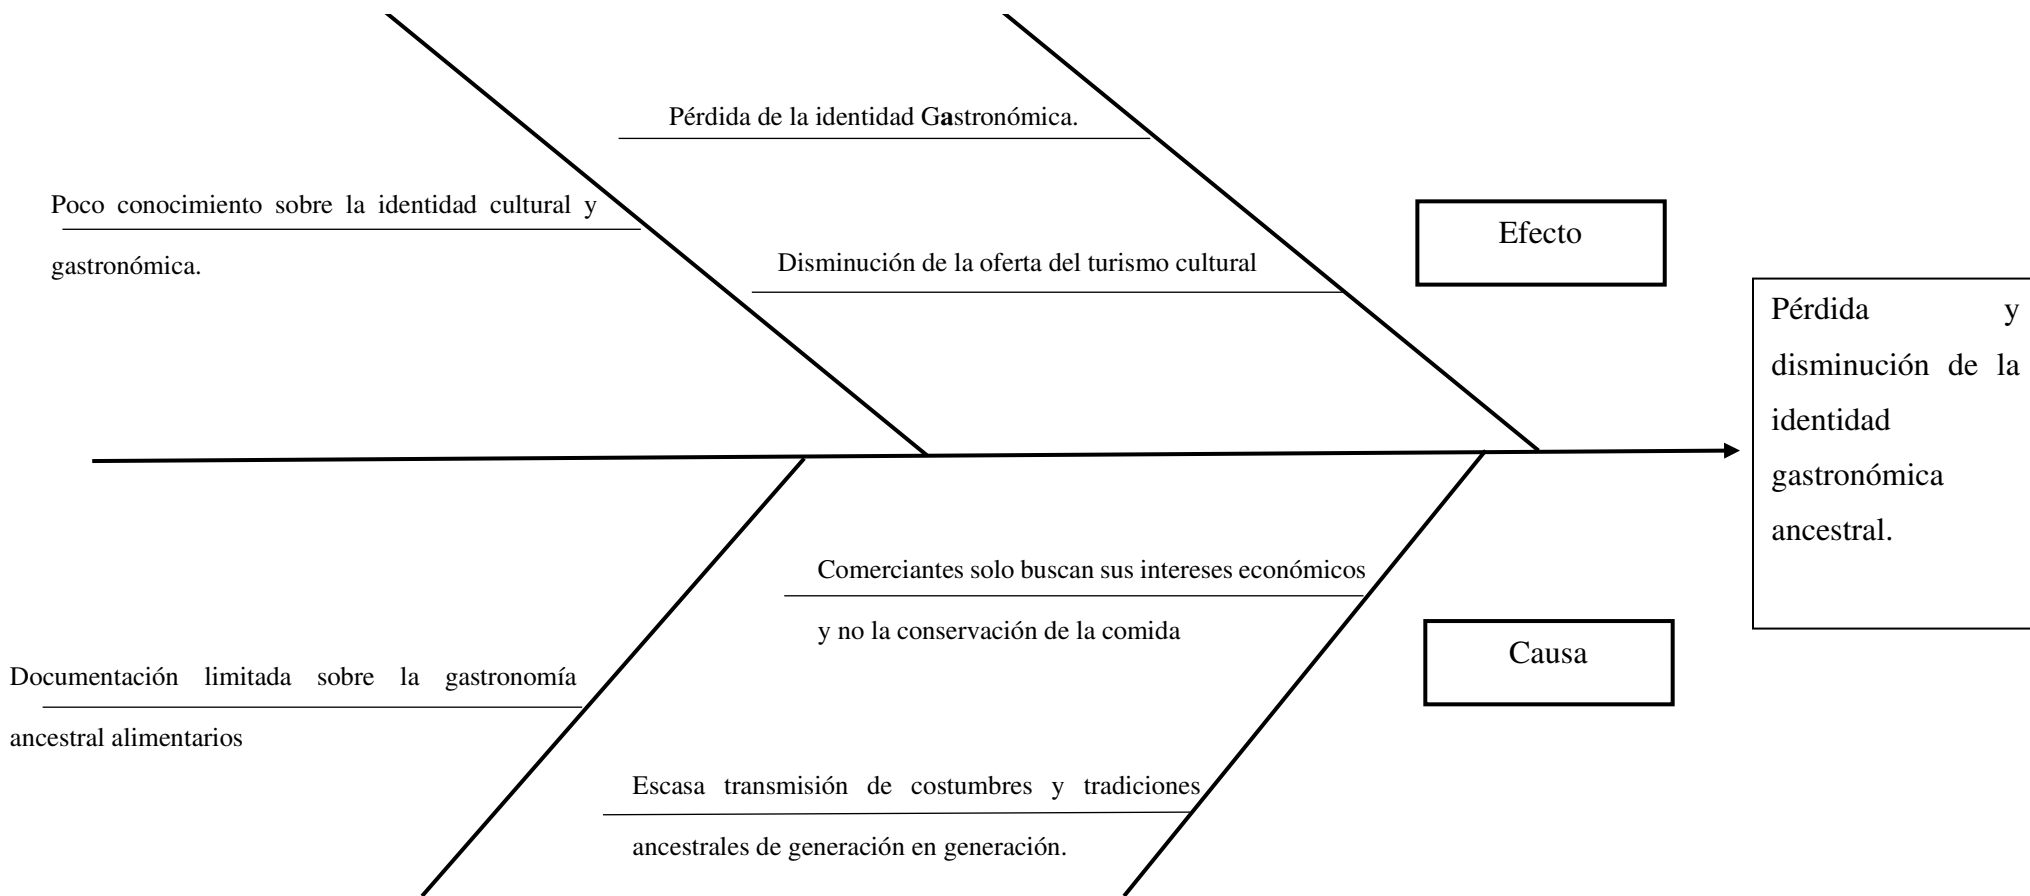 Pérdida de la identidad Gastronómica.
Poco conocimiento sobre la identidad cultural y
gastronómica.
Disminución de la oferta del turismo cultural
Efecto
Pérdida y
disminución de la
identidad
gastronómica
ancestral.
Comerciantes solo buscan sus intereses económicos
y no la conservación de la comida
Causa
Documentación limitada sobre la gastronomía
ancestral alimentarios
Escasa transmisión de costumbres y tradiciones
ancestrales de generación en generación.